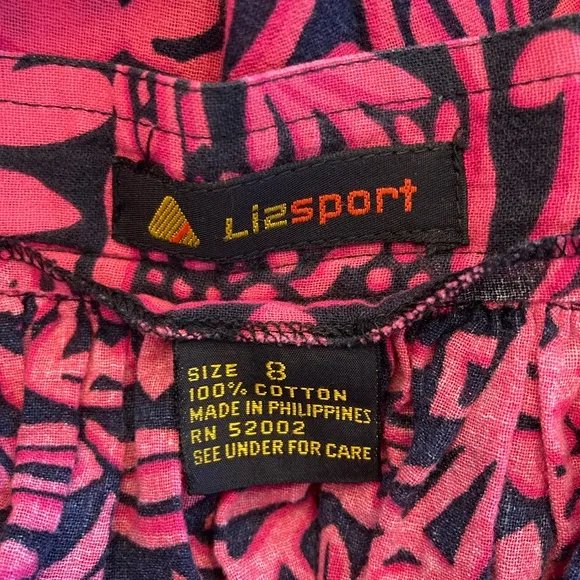 Lizsport
SIZE 8
100% COTTON
MADE IN PHILIPPINES
RN 52002
SEE UNDER FOR CARE